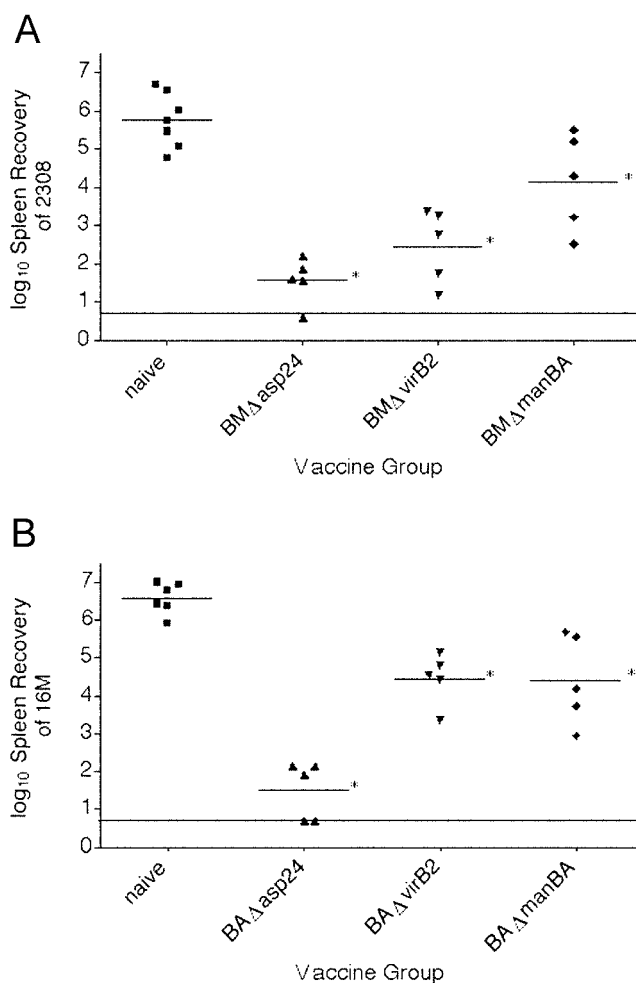 A
log10 Spleen Recovery
of 2308
7
6
5
4
3
2
1
0
*
*
*
naive
BMΔasp24
BMΔvirB2
BMΔmanBA
Vaccine Group
B
log10 Spleen Recovery
of 16M
7
6
5
4
3
2
1
0
*
*
*
naive
BAΔasp24
BAΔvirB2
BAΔmanBA
Vaccine Group